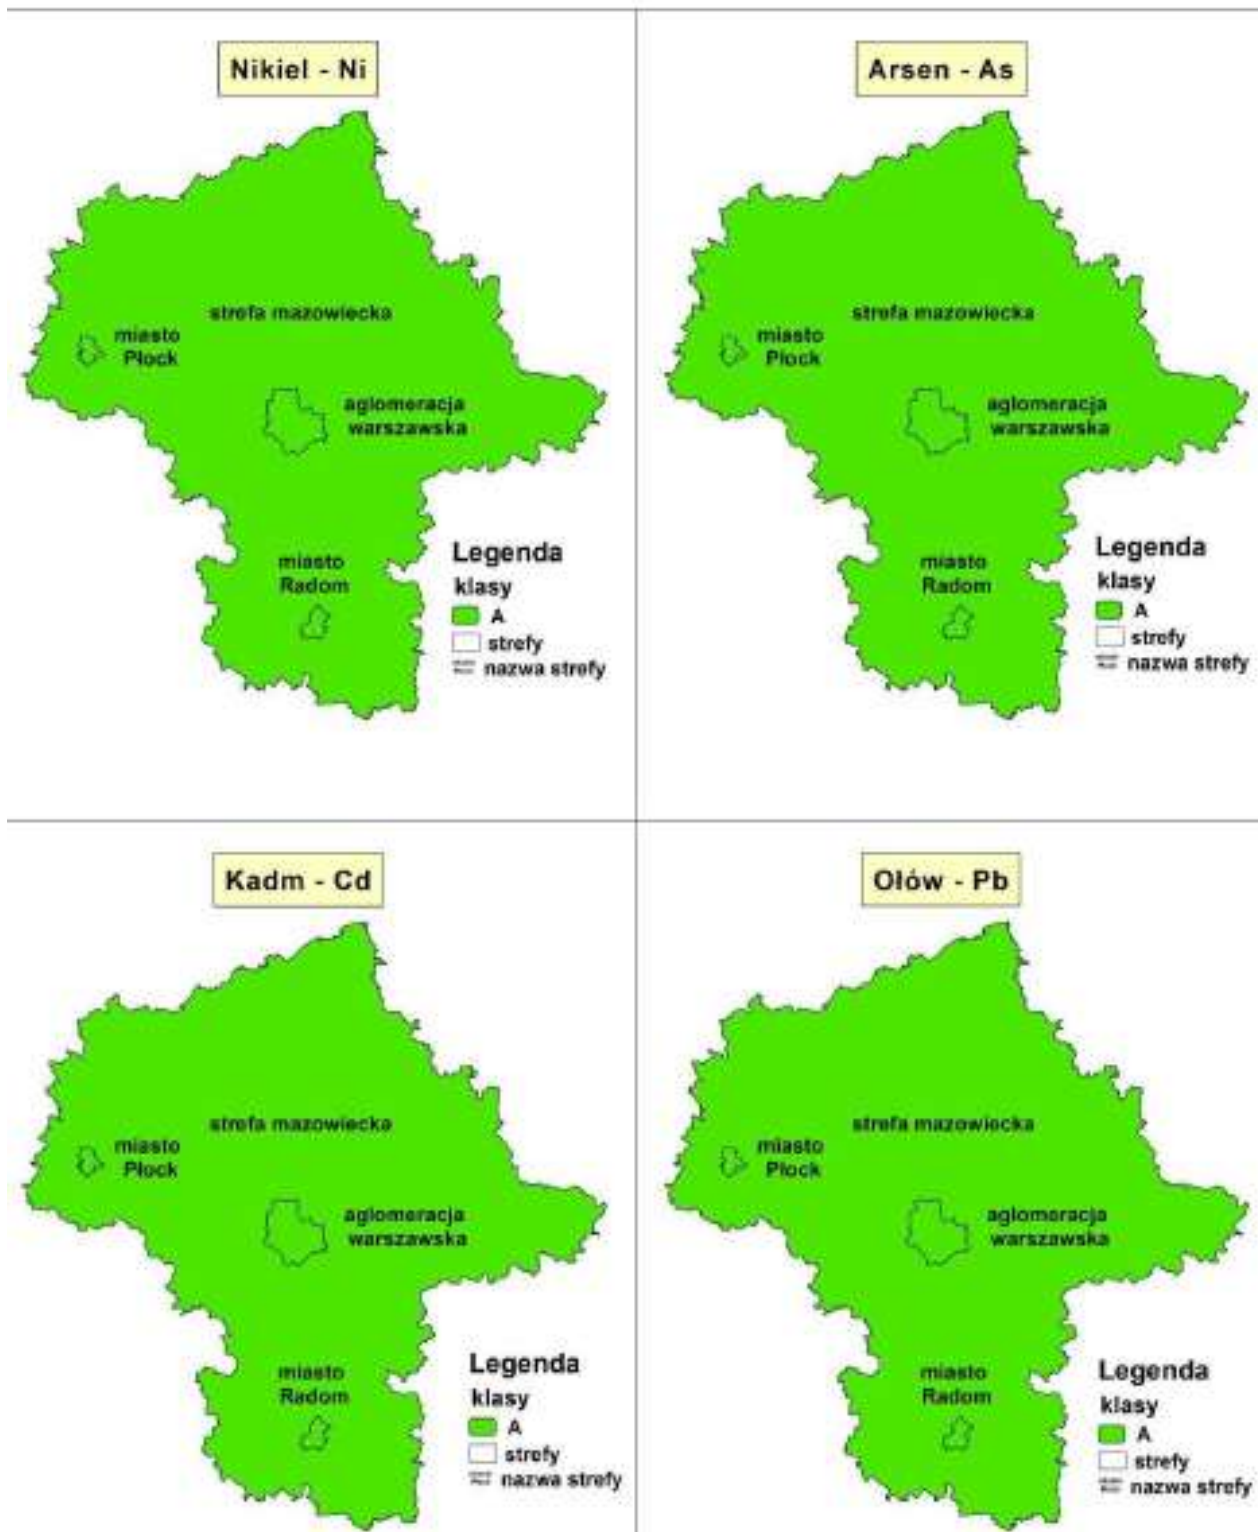 Nikiel - Ni
strefa mazowiecka
miasto
Płock
aglomeracja
warszawska
miasto
Radom
Legenda
klasy
A
strefy
nazwa strefy
Arsen - As
strefa mazowiecka
miasto
Płock
aglomeracja
warszawska
miasto
Radom
Legenda
klasy
A
strefy
nazwa strefy
Kadm - Cd
strefa mazowiecka
miasto
Płock
aglomeracja
warszawska
miasto
Radom
Legenda
klasy
A
strefy
nazwa strefy
Ołów - Pb
strefa mazowiecka
miasto
Płock
aglomeracja
warszawska
miasto
Radom
Legenda
klasy
A
strefy
nazwa strefy